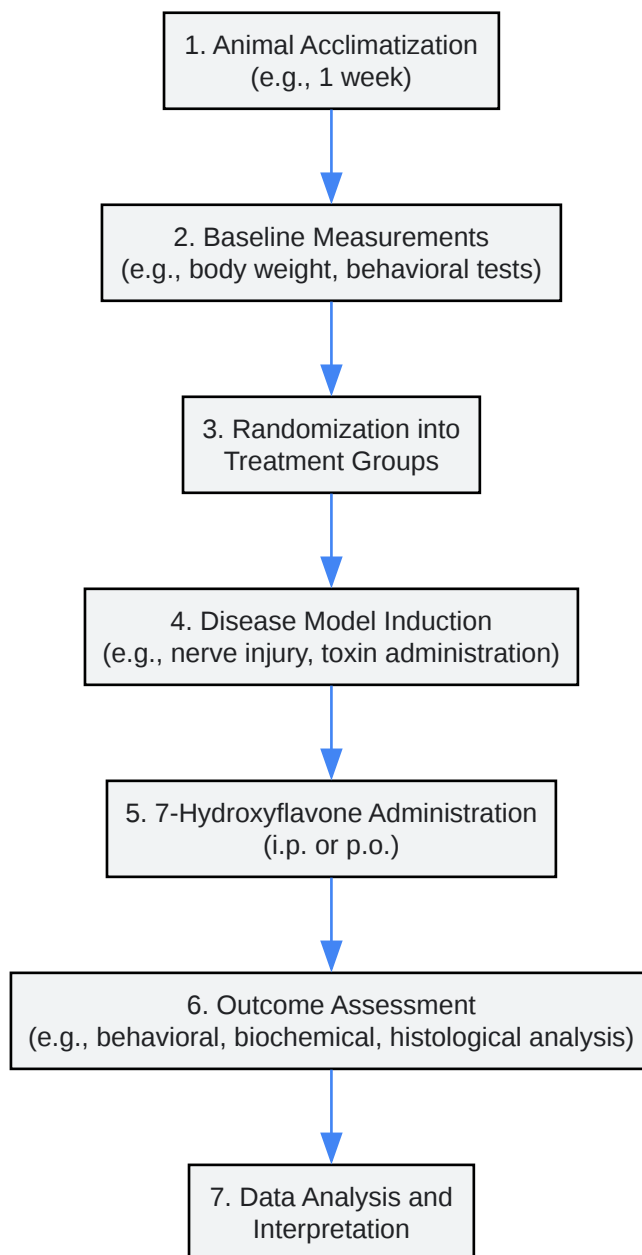 1. Animal Acclimatization
(e.g., 1 week)
2. Baseline Measurements
(e.g., body weight, behavioral tests)
3. Randomization into
Treatment Groups
4. Disease Model Induction
(e.g., nerve injury, toxin administration)
5. 7-Hydroxyflavone Administration
(i.p. or p.o.)
6. Outcome Assessment
(e.g., behavioral, biochemical, histological analysis)
7. Data Analysis and
Interpretation